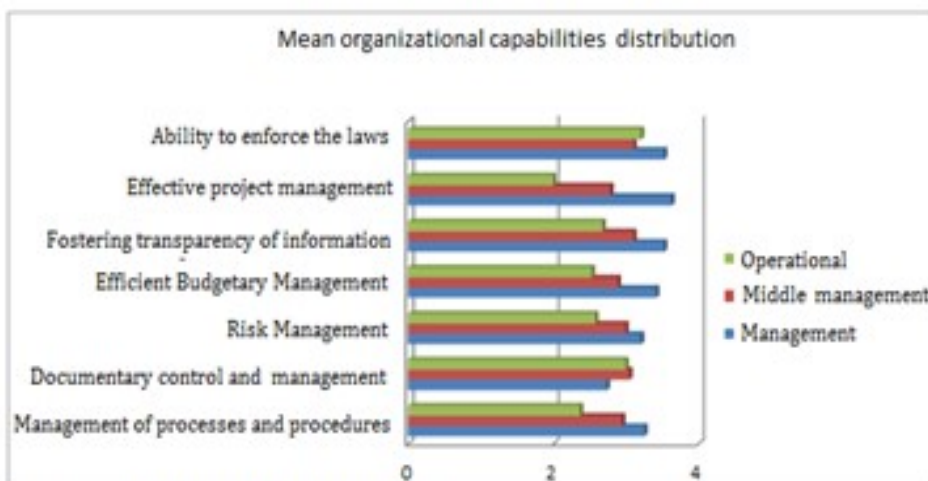 Mean organizational capabilities distribution
Ability to enforce the laws
Effective project management
Fostering transparency of information
Efficient Budgetary Management
Risk Management
Documentary control and management
Management of processes and procedures
Operational
Middle management
Management
0 2 4